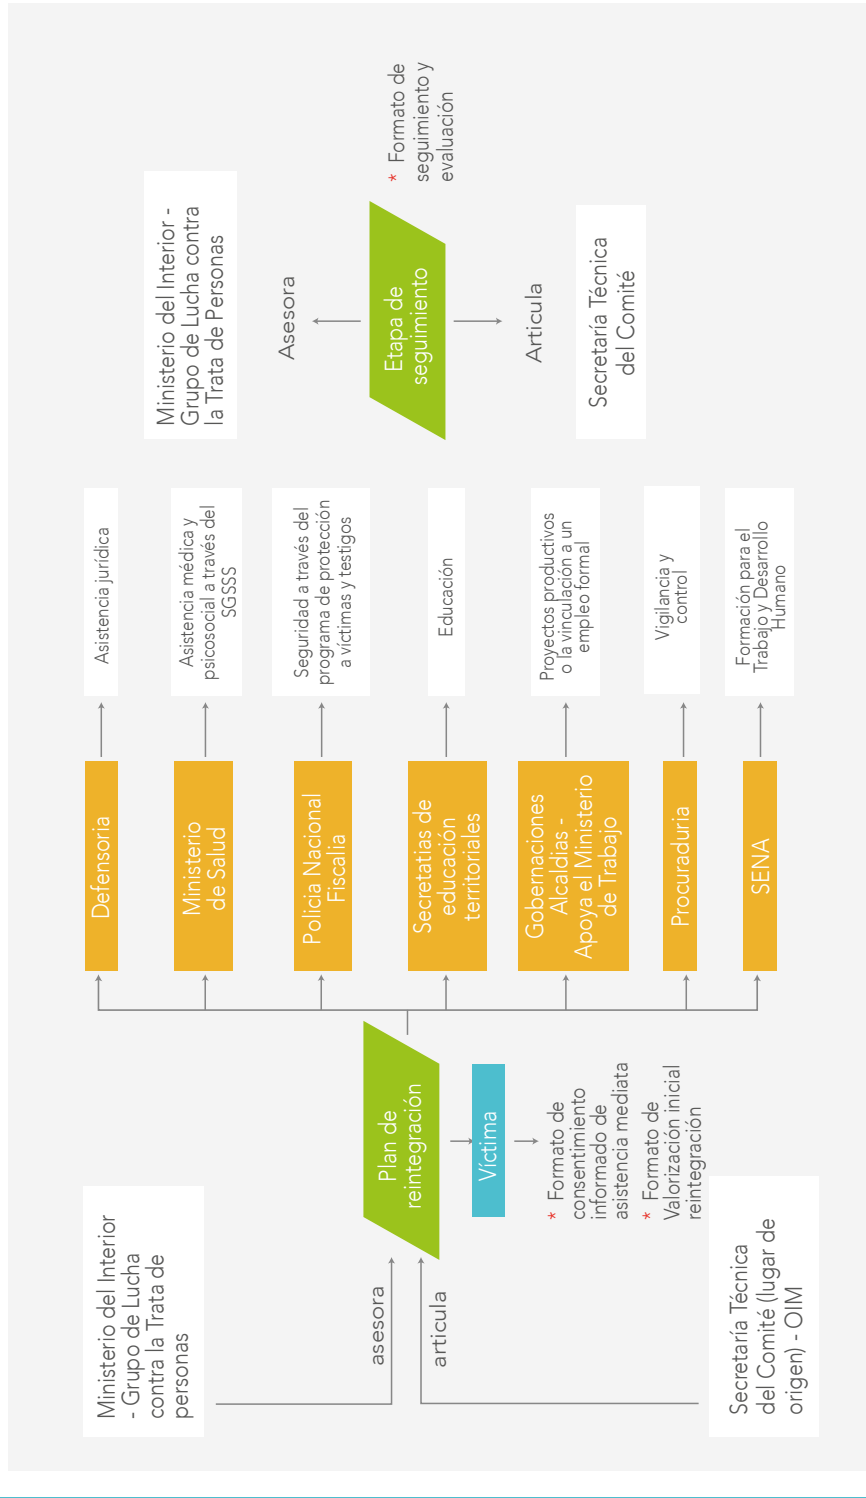 Ministerio del Interior
- Grupo de Lucha
contra la Trata de
personas
asesora
articula
Secretaría Técnica
del Comité (lugar de
origen) - OIM
Plan de
reintegración
Víctima
* Formato de
consentimiento
informado de
asistencia mediata
* Formato de
Valorización inicial
reintegración
Defensoria
Asistencia jurídica
Ministerio
de Salud
Asistencia médica y
psicosocial a través del
SGSSS
Policia Nacional
Fiscalia
Seguridad a través del
programa de protección
a víctimas y testigos
Secretatias de
educación
territoriales
Educación
Gobernaciones
Alcaldias -
Apoya el Ministerio
de Trabajo
Proyectos productivos
o la vinculación a un
empleo formal
Procuraduria
Vigilancia y
control
SENA
Formación para el
Trabajo y Desarrollo
Humano
Ministerio del Interior -
Grupo de Lucha contra
la Trata de Personas
Asesora
Etapa de
seguimiento
* Formato de
seguimiento y
evaluación
Articula
Secretaría Técnica
del Comité